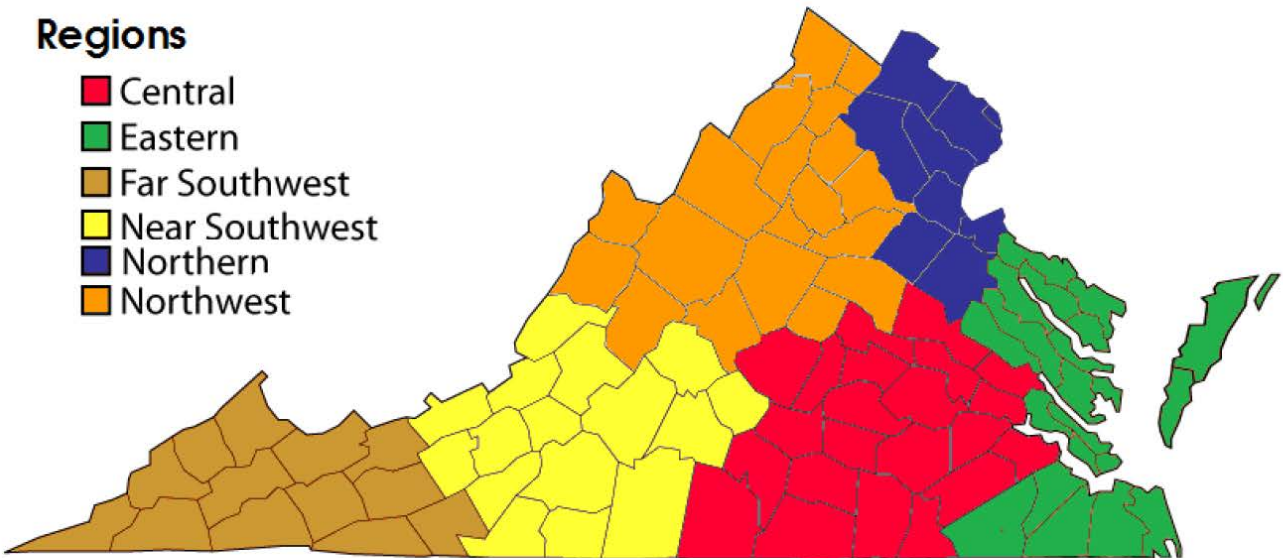 Regions
Central
Eastern
Far Southwest
Near Southwest
Northern
Northwest